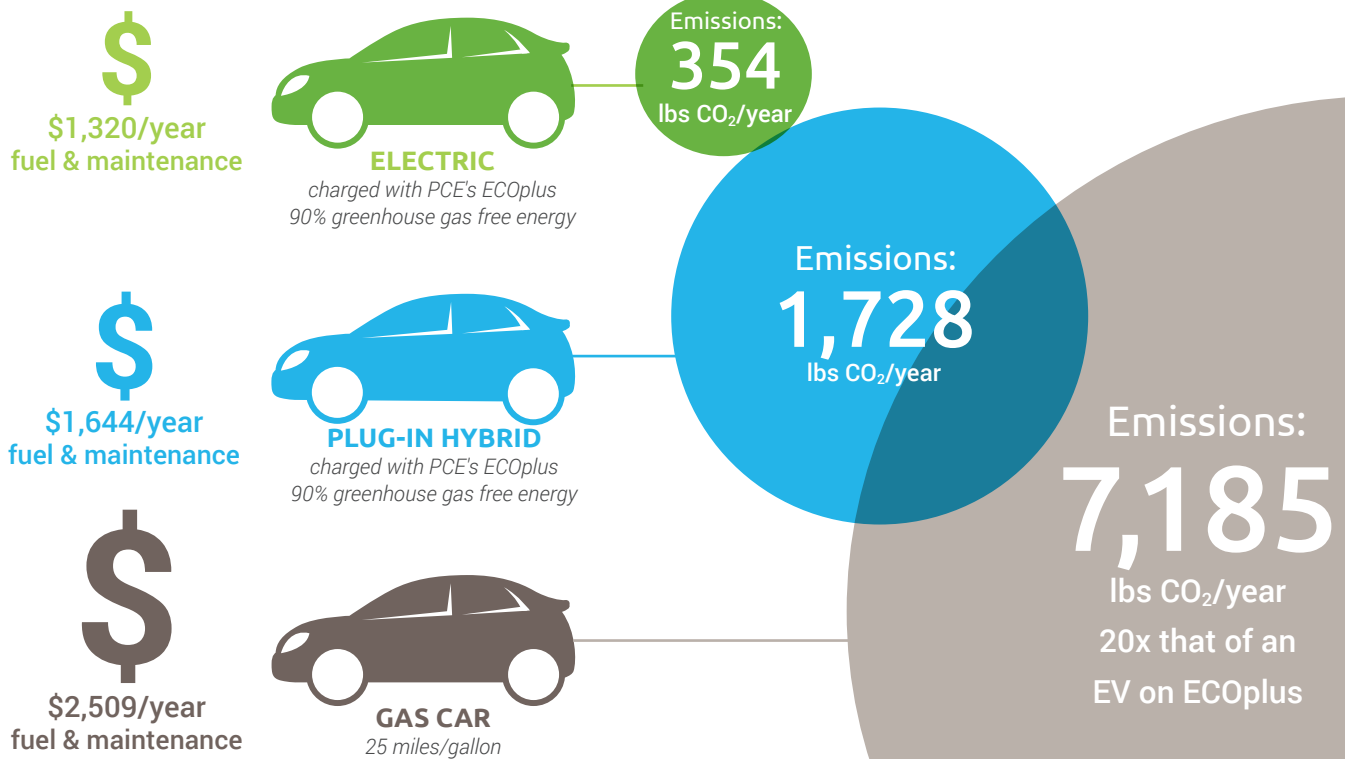 $
$1,320/year
fuel & maintenance
ELECTRIC
charged with PCE's ECOplus
90% greenhouse gas free energy
Emissions:
354
lbs CO₂/year
$
$1,644/year
fuel & maintenance
PLUG-IN HYBRID
charged with PCE's ECOplus
90% greenhouse gas free energy
Emissions:
1,728
lbs CO₂/year
$
$2,509/year
fuel & maintenance
GAS CAR
25 miles/gallon
Emissions:
7,185
lbs CO₂/year
20x that of an
EV on ECOplus